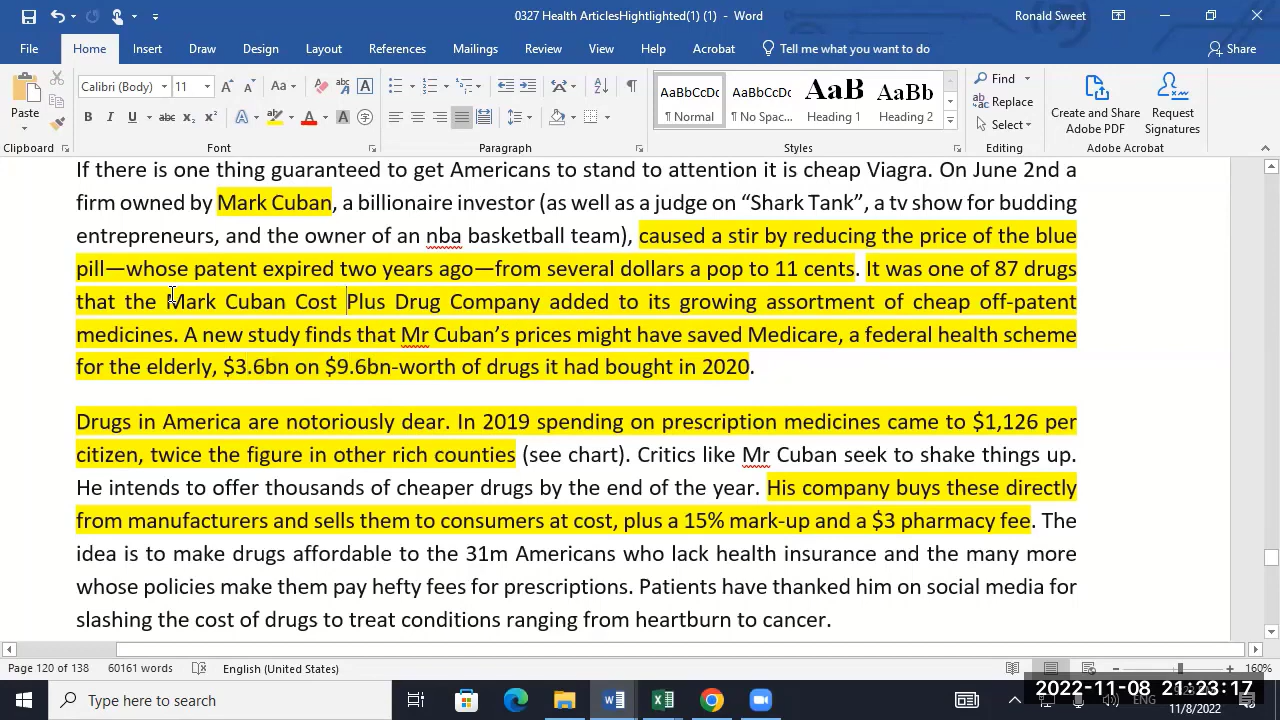 0327 Health ArticlesHightlighted(1) (1) - Word
Ronald Sweet
File Home Insert Draw Design Layout References Mailings Review View Help Acrobat Tell me what you want to do Share
Paste
Calibri (Body) 11
AaBbCcDc AaBbCcDc AaBb AaBb
¶ Normal ¶ No Spac... Heading 1 Heading 2
Find
Replace
Select
Create and Share Adobe PDF
Request Signatures
Clipboard Font Paragraph Styles Editing Adobe Acrobat
If there is one thing guaranteed to get Americans to stand to attention it is cheap Viagra. On June 2nd a
firm owned by Mark Cuban, a billionaire investor (as well as a judge on “Shark Tank”, a tv show for budding
entrepreneurs, and the owner of an nba basketball team), caused a stir by reducing the price of the blue
pill—whose patent expired two years ago—from several dollars a pop to 11 cents. It was one of 87 drugs
that the Mark Cuban Cost Plus Drug Company added to its growing assortment of cheap off-patent
medicines. A new study finds that Mr Cuban’s prices might have saved Medicare, a federal health scheme
for the elderly, $3.6bn on $9.6bn-worth of drugs it had bought in 2020.
Drugs in America are notoriously dear. In 2019 spending on prescription medicines came to $1,126 per
citizen, twice the figure in other rich counties (see chart). Critics like Mr Cuban seek to shake things up.
He intends to offer thousands of cheaper drugs by the end of the year. His company buys these directly
from manufacturers and sells them to consumers at cost, plus a 15% mark-up and a $3 pharmacy fee. The
idea is to make drugs affordable to the 31m Americans who lack health insurance and the many more
whose policies make them pay hefty fees for prescriptions. Patients have thanked him on social media for
slashing the cost of drugs to treat conditions ranging from heartburn to cancer.
Page 120 of 138 60161 words English (United States) 160%
Type here to search
2022-11-08 21:23:17
ENG
11/8/2022